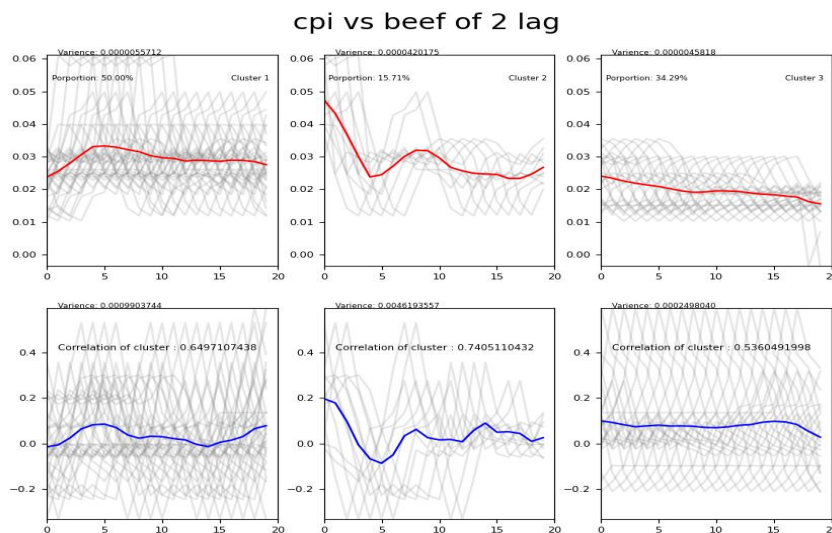 cpi vs beef of 2 lag
Varience: 0.0000055712
Varience: 0.0000420175
Varience: 0.0000045818
Porportion: 50.00%
Cluster 1
Porportion: 15.71%
Cluster 2
Porportion: 34.29%
Cluster 3
0.06
0.05
0.04
0.03
0.02
0.01
0.00
0 5 10 15 20
0.06
0.05
0.04
0.03
0.02
0.01
0.00
0 5 10 15 20
0.06
0.05
0.04
0.03
0.02
0.01
0.00
0 5 10 15 20
Varience: 0.0009903744
Varience: 0.0046193557
Varience: 0.0002498040
Correlation of cluster : 0.6497107438
Correlation of cluster : 0.7405110432
Correlation of cluster : 0.5360491998
0.4
0.2
0.0
−0.2
0 5 10 15 20
0.4
0.2
0.0
−0.2
0 5 10 15 20
0.4
0.2
0.0
−0.2
0 5 10 15 20